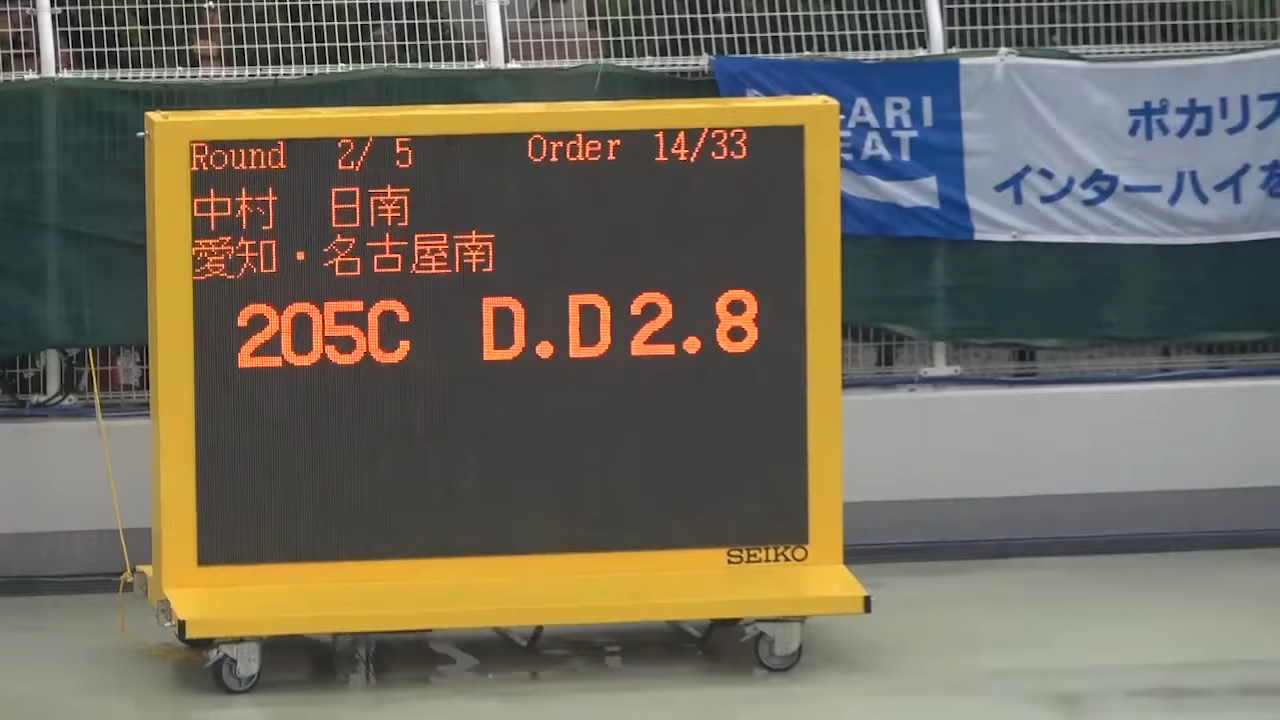 Round 2/ 5 Order 14/33
中村 日南
愛知・名古屋南
205C D.D2.8
SEIKO
ARI
EAT
ポカリス
インターハイを